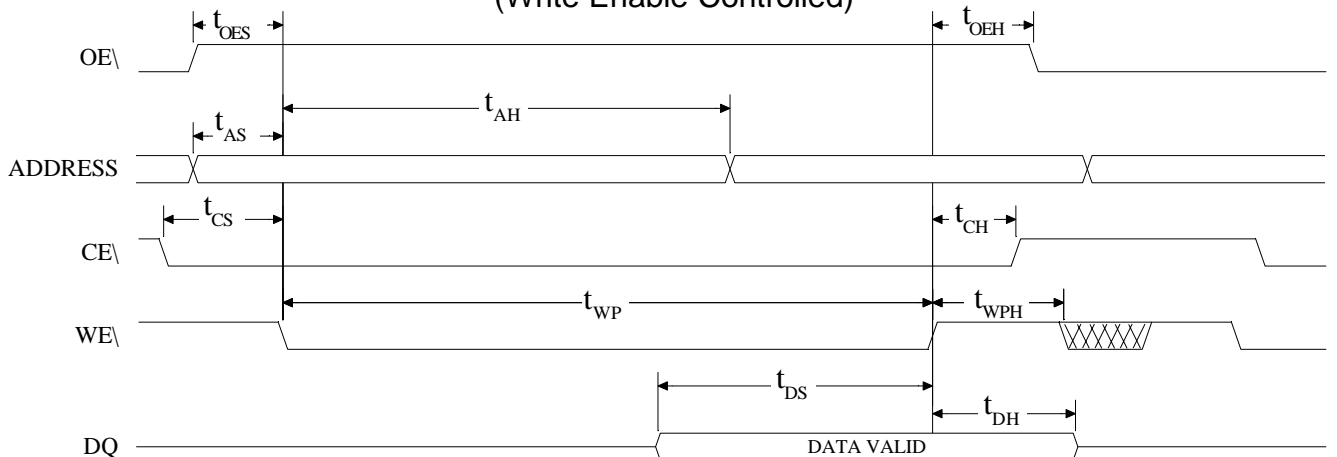 (Write Enable Controlled)
tOES
tOEH
OE\
tAH
tAS
ADDRESS
tCS
tCH
CE\
tWP
tWPH
WE\
tDS
tDH
DQ
DATA VALID